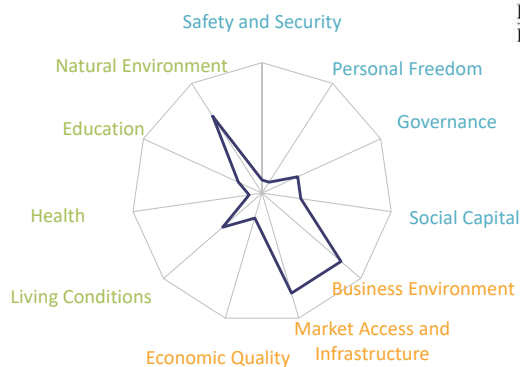 Safety and Security
Personal Freedom
Governance
Social Capital
Business Environment
Market Access and
Infrastructure
Economic Quality
Living Conditions
Health
Education
Natural Environment